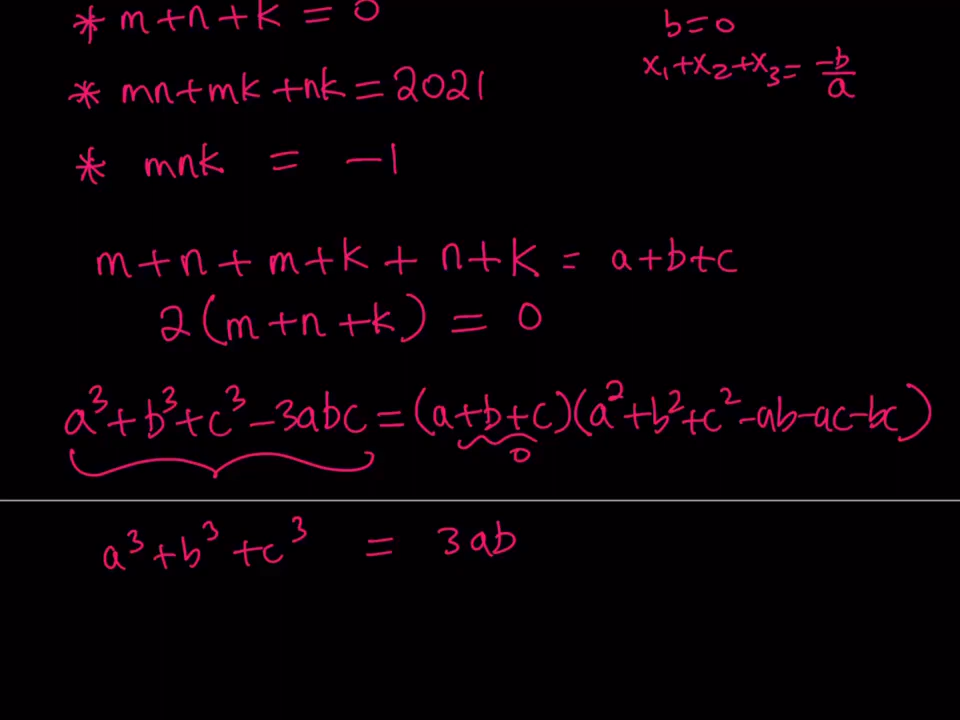 * m+n+k = 0
b=0
x₁+x₂+x₃ = -b/a
* mn+mk+nk = 2021
* mnk = -1
m+n + m+k + n+k = a+b+c
2(m+n+k) = 0
a³+b³+c³-3abc = (a+b+c)(a²+b²+c²-ab-ac-bc)
0
a³+b³+c³ = 3ab